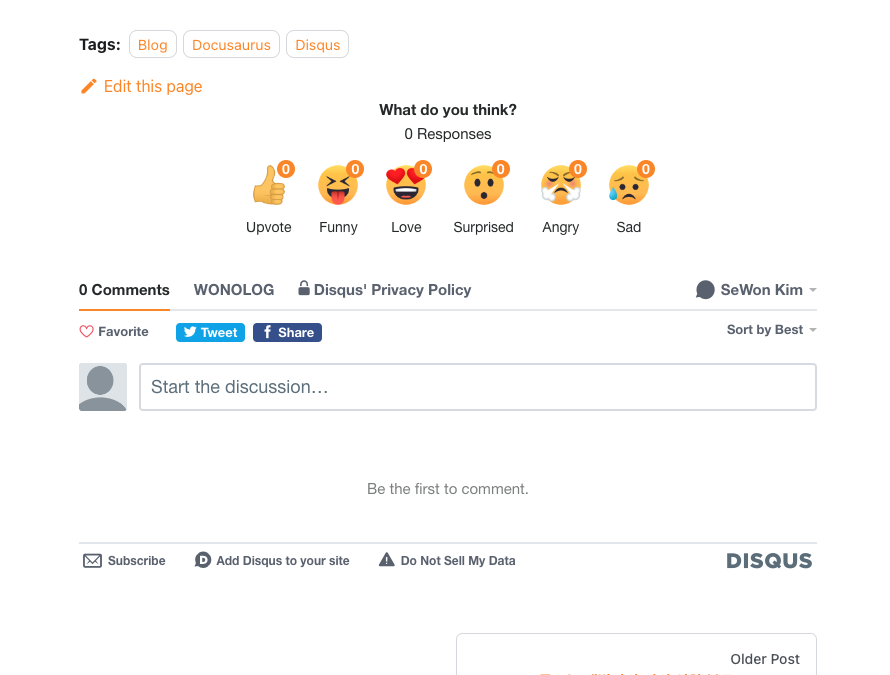 Tags: Blog Docusaurus Disqus
Edit this page
What do you think?
0 Responses
0 0 0 0 0 0
Upvote Funny Love Surprised Angry Sad
0 Comments WONOLOG Disqus' Privacy Policy SeWon Kim
Favorite Tweet Share Sort by Best
Start the discussion…
Be the first to comment.
Subscribe D Add Disqus to your site Do Not Sell My Data DISQUS
Older Post